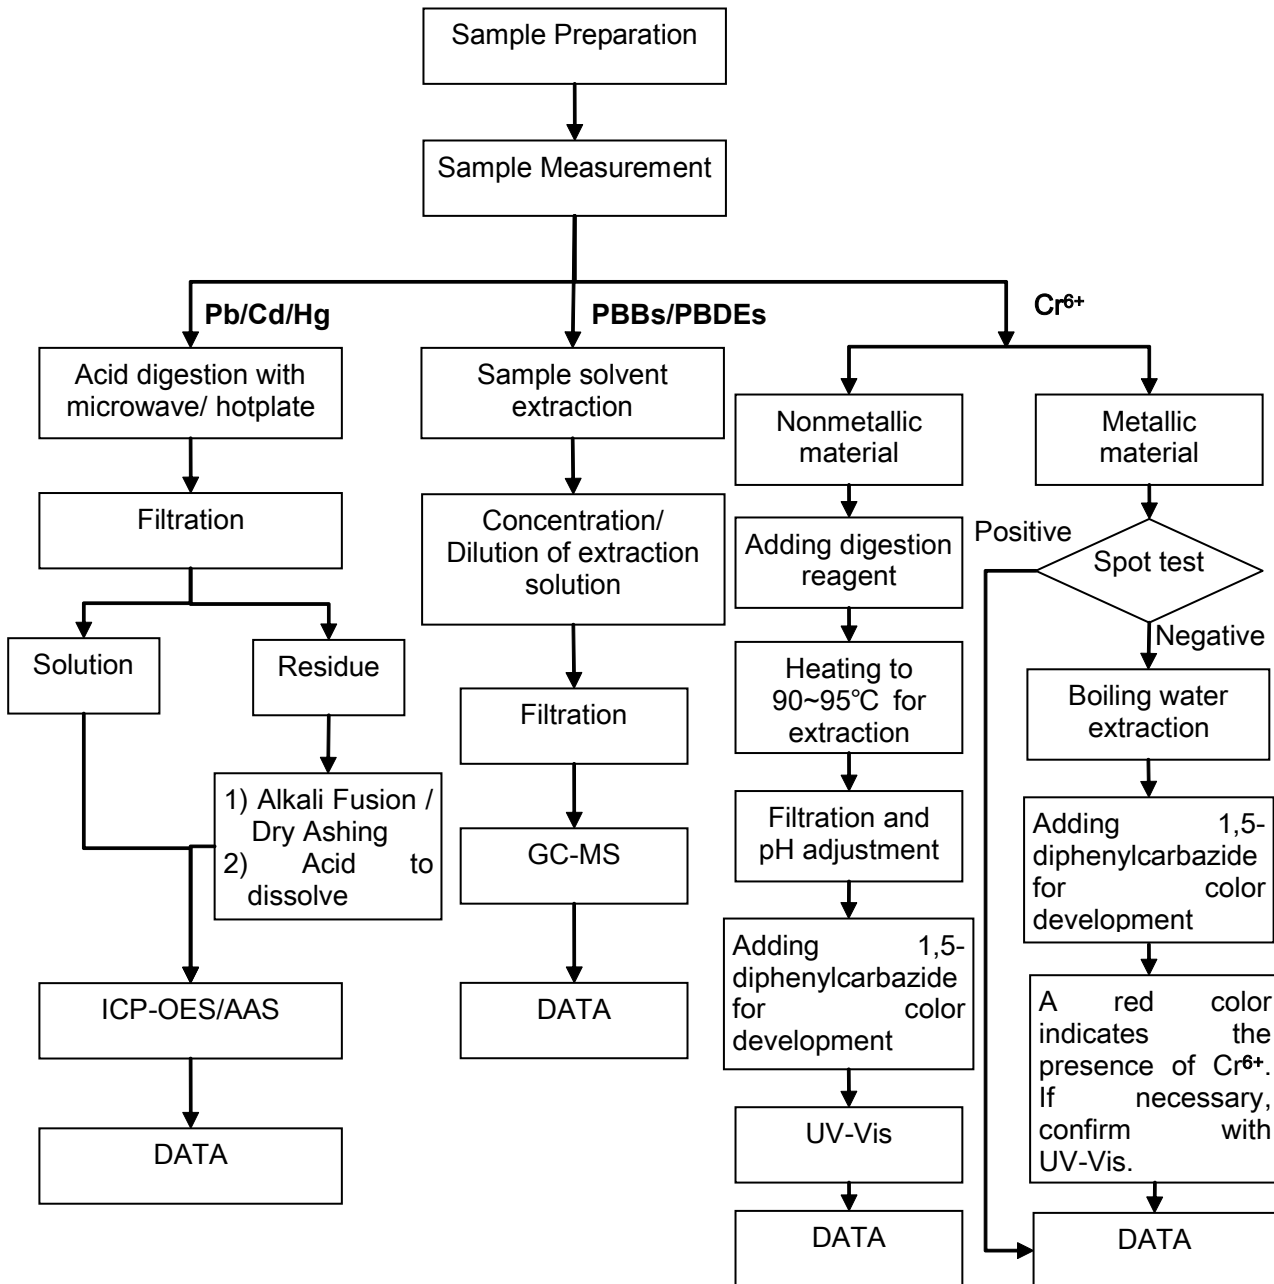 Sample Preparation
Sample Measurement
Pb/Cd/Hg
PBBs/PBDEs
Cr⁶⁺
Acid digestion with
microwave/ hotplate
Filtration
Solution
Residue
1) Alkali Fusion /
Dry Ashing
2) Acid to
dissolve
ICP-OES/AAS
DATA
Sample solvent
extraction
Concentration/
Dilution of extraction
solution
Filtration
GC-MS
DATA
Nonmetallic
material
Adding digestion
reagent
Heating to
90~95℃ for
extraction
Filtration and
pH adjustment
Adding 1,5-
diphenylcarbazide
for color
development
UV-Vis
DATA
Metallic
material
Spot test
Positive
Negative
Boiling water
extraction
Adding 1,5-
diphenylcarbazide
for color
development
A red color
indicates the
presence of Cr⁶⁺.
If necessary,
confirm with
UV-Vis.
DATA